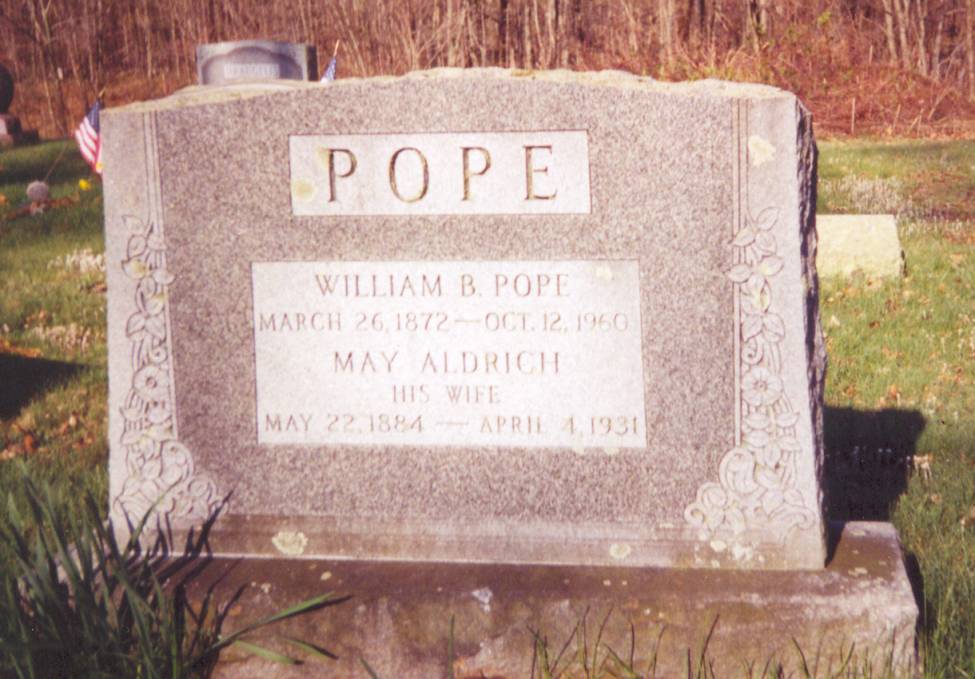 POPE
WILLIAM B. POPE
MARCH 26, 1872 — OCT. 12, 1960
MAY ALDRICH
HIS WIFE
MAY 22, 1884 — APRIL 4, 1931